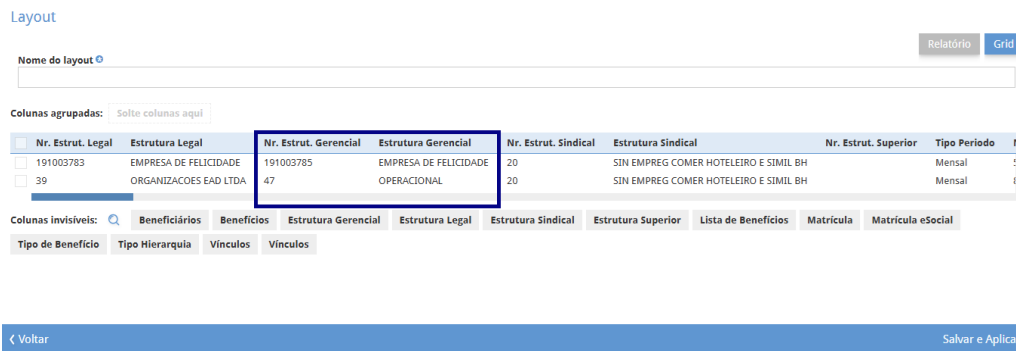 Layout
Relatório Grid
Nome do layout
Colunas agrupadas: Solte colunas aqui
Nr. Estrut. Legal Estrutura Legal Nr. Estrut. Gerencial Estrutura Gerencial Nr. Estrut. Sindical Estrutura Sindical Nr. Estrut. Superior Tipo Periodo
191003783 EMPRESA DE FELICIDADE 191003785 EMPRESA DE FELICIDADE 20 SIN EMPREG COMER HOTELEIRO E SIMIL BH Mensal
39 ORGANIZACOES EAD LTDA 47 OPERACIONAL 20 SIN EMPREG COMER HOTELEIRO E SIMIL BH Mensal
Colunas invisíveis: Beneficiários Benefícios Estrutura Gerencial Estrutura Legal Estrutura Sindical Estrutura Superior Lista de Benefícios Matrícula Matrícula eSocial
Tipo de Benefício Tipo Hierarquia Vínculos Vínculos
Voltar Salvar e Aplica